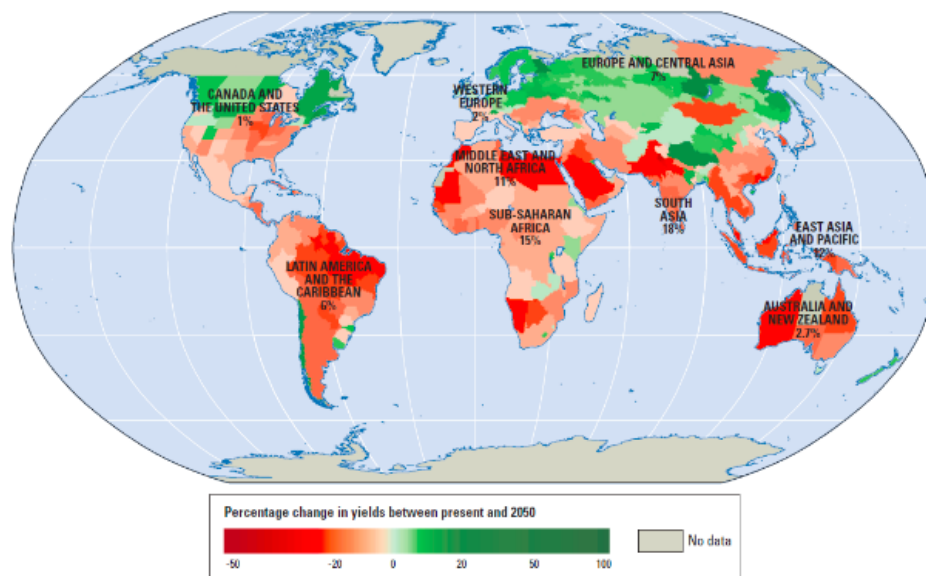 EUROPE AND CENTRAL ASIA
7%
CANADA AND
THE UNITED STATES
1%
WESTERN
EUROPE
2%
MIDDLE EAST AND
NORTH AFRICA
11%
SUB-SAHARAN
AFRICA
15%
SOUTH
ASIA
18%
EAST ASIA
AND PACIFIC
12%
LATIN AMERICA
AND THE
CARIBBEAN
6%
AUSTRALIA AND
NEW ZEALAND
2.7%
Percentage change in yields between present and 2050
-50 -20 0 20 50 100
No data